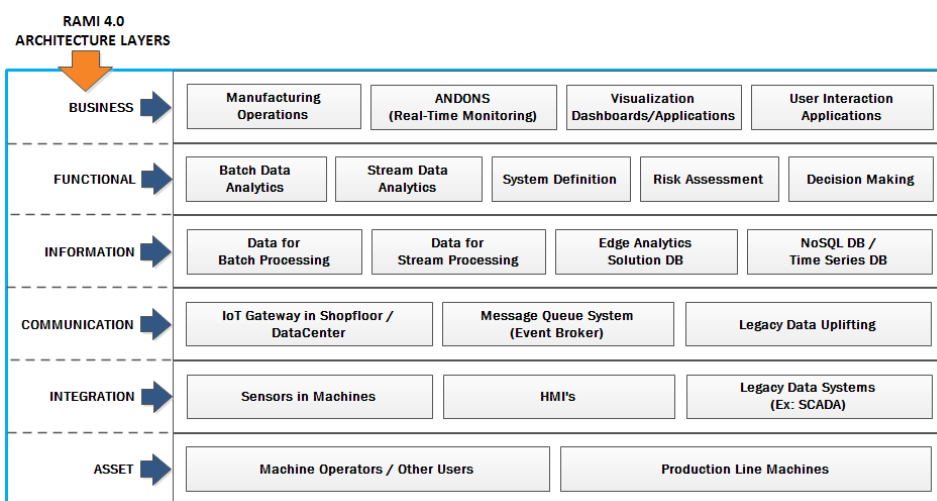 RAMI 4.0
ARCHITECTURE LAYERS
BUSINESS
Manufacturing
Operations
ANDONS
(Real-Time Monitoring)
Visualization
Dashboards/Applications
User Interaction
Applications
FUNCTIONAL
Batch Data
Analytics
Stream Data
Analytics
System Definition
Risk Assessment
Decision Making
INFORMATION
Data for
Batch Processing
Data for
Stream Processing
Edge Analytics
Solution DB
NoSQL DB /
Time Series DB
COMMUNICATION
IoT Gateway in Shopfloor /
DataCenter
Message Queue System
(Event Broker)
Legacy Data Uplifting
INTEGRATION
Sensors in Machines
HMI's
Legacy Data Systems
(Ex: SCADA)
ASSET
Machine Operators / Other Users
Production Line Machines